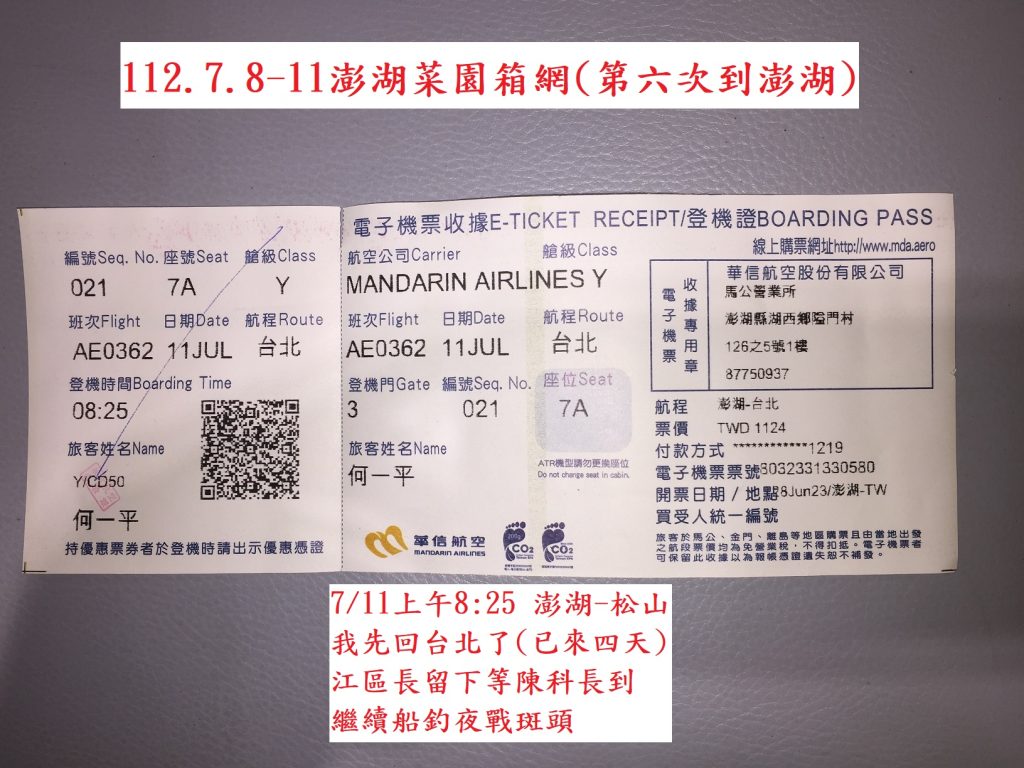 112.7.8-11澎湖菜園箱網(第六次到澎湖)
電子機票收據E-TICKET RECEIPT/登機證BOARDING PASS
線上購票網址http://www.mda.aero
編號Seq. No. 座號Seat 艙級Class
021 7A Y
班次Flight 日期Date 航程Route
AE0362 11JUL 台北
登機時間Boarding Time
08:25
旅客姓名Name
Y/CD50
何一平
持優惠票券者於登機時請出示優惠憑證
航空公司Carrier 艙級Class
MANDARIN AIRLINES Y
班次Flight 日期Date 航程Route
AE0362 11JUL 台北
登機門Gate 編號Seq. No. 座位Seat
3 021 7A
旅客姓名Name
何一平
ATR機型請勿更換座位
Do not change seat in cabin.
華信航空
MANDARIN AIRLINES
CO2
CO2
電子機票
收據專用章
華信航空股份有限公司
馬公營業所
澎湖縣湖西鄉隘門村
126之5號1樓
87750937
航程 澎湖-台北
票價 TWD 1124
付款方式 ************1219
電子機票票號8032331330580
開票日期 / 地點28Jun23/澎湖-TW
買受人統一編號
旅客於馬公、金門、離島等地區購票且由當地出發
之航段票價均為免營業稅，不得扣抵。電子機票者
可保留此收據以為報帳憑證遺失恕不補發。
7/11上午8:25 澎湖-松山
我先回台北了(已來四天)
江區長留下等陳科長到
繼續船釣夜戰斑頭